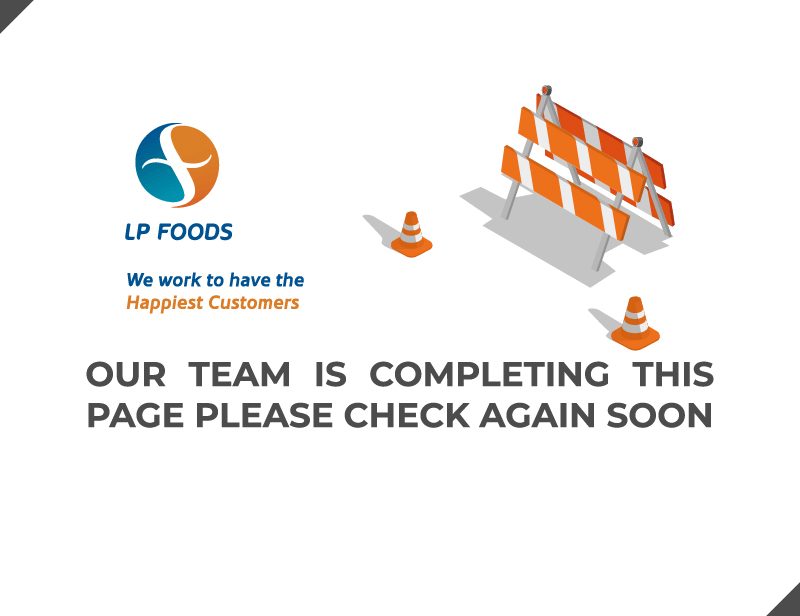 LP FOODS
We work to have the
Happiest Customers
OUR TEAM IS COMPLETING THIS
PAGE PLEASE CHECK AGAIN SOON